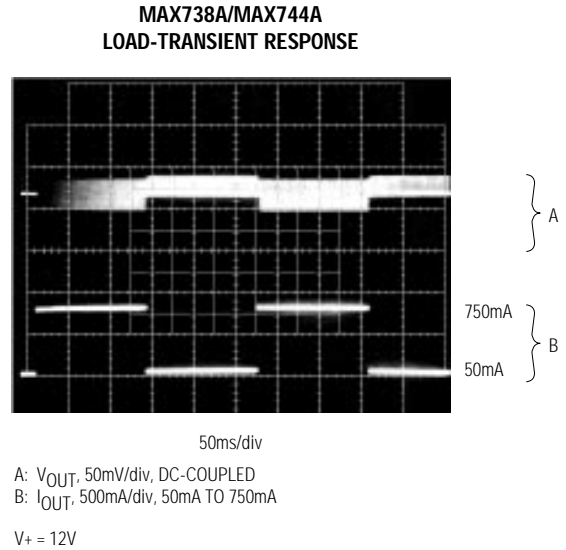 MAX738A/MAX744A
LOAD-TRANSIENT RESPONSE
A
750mA
B
50mA
50ms/div
A: VOUT, 50mV/div, DC-COUPLED
B: IOUT, 500mA/div, 50mA TO 750mA
V+ = 12V